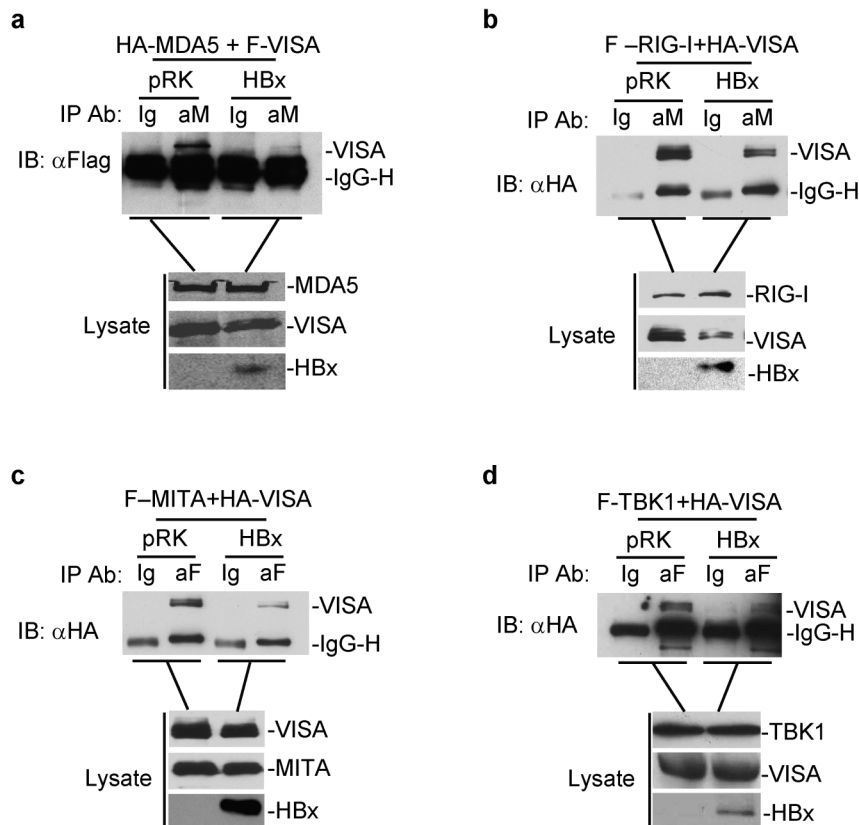 a
HA-MDA5 + F-VISA
pRK HBx
IP Ab: Ig aM Ig aM
IB: αFlag
-VISA
-IgG-H
Lysate
-MDA5
-VISA
-HBx
b
F –RIG-I+HA-VISA
pRK HBx
IP Ab: Ig aM Ig aM
IB: αHA
-VISA
-IgG-H
Lysate
-RIG-I
-VISA
-HBx
c
F–MITA+HA-VISA
pRK HBx
IP Ab: Ig aF Ig aF
IB: αHA
-VISA
-IgG-H
Lysate
-VISA
-MITA
-HBx
d
F-TBK1+HA-VISA
pRK HBx
IP Ab: Ig aF Ig aF
IB: αHA
-VISA
-IgG-H
Lysate
-TBK1
-VISA
-HBx